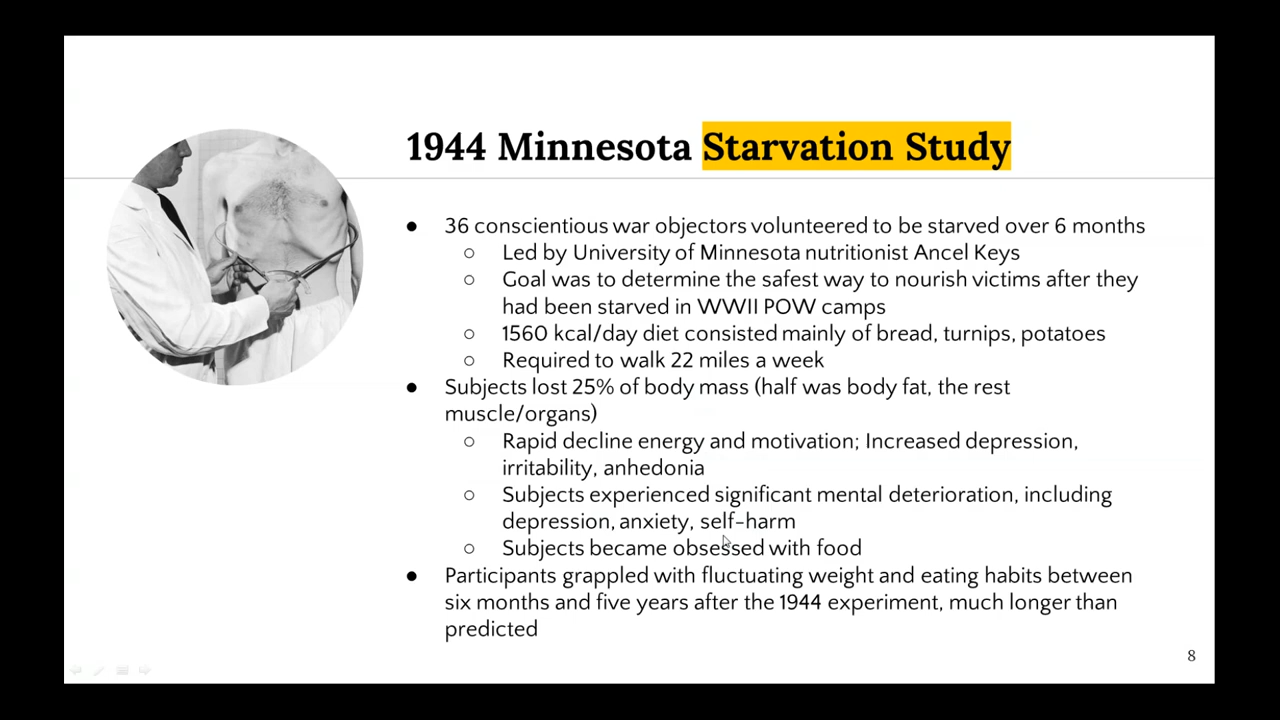 1944 Minnesota Starvation Study
● 36 conscientious war objectors volunteered to be starved over 6 months
○ Led by University of Minnesota nutritionist Ancel Keys
○ Goal was to determine the safest way to nourish victims after they
had been starved in WWII POW camps
○ 1560 kcal/day diet consisted mainly of bread, turnips, potatoes
○ Required to walk 22 miles a week
● Subjects lost 25% of body mass (half was body fat, the rest
muscle/organs)
○ Rapid decline energy and motivation; Increased depression,
irritability, anhedonia
○ Subjects experienced significant mental deterioration, including
depression, anxiety, self-harm
○ Subjects became obsessed with food
● Participants grappled with fluctuating weight and eating habits between
six months and five years after the 1944 experiment, much longer than
predicted
8